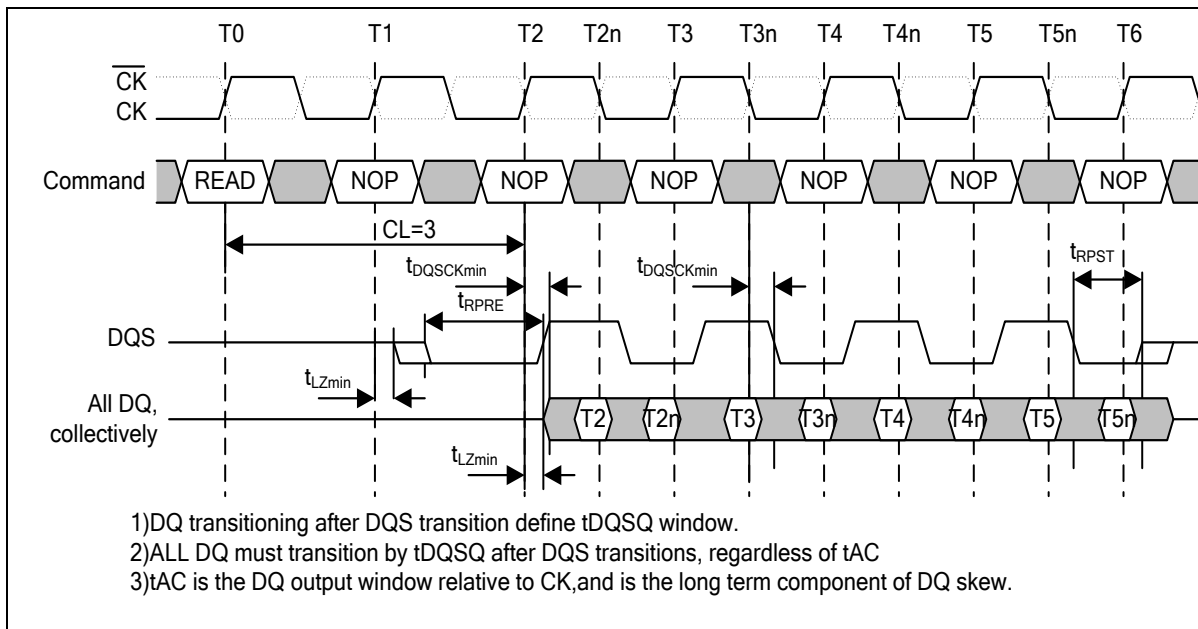 T0 T1 T2 T2n T3 T3n T4 T4n T5 T5n T6
CK
CK
Command READ NOP NOP NOP NOP NOP NOP
CL=3
tDQSCKmin tDQSCKmin tRPST
tRPRE
DQS
tLZmin
All DQ,
collectively
T2 T2n T3 T3n T4 T4n T5 T5n
tLZmin
1)DQ transitioning after DQS transition define tDQSQ window.
2)ALL DQ must transition by tDQSQ after DQS transitions, regardless of tAC
3)tAC is the DQ output window relative to CK,and is the long term component of DQ skew.